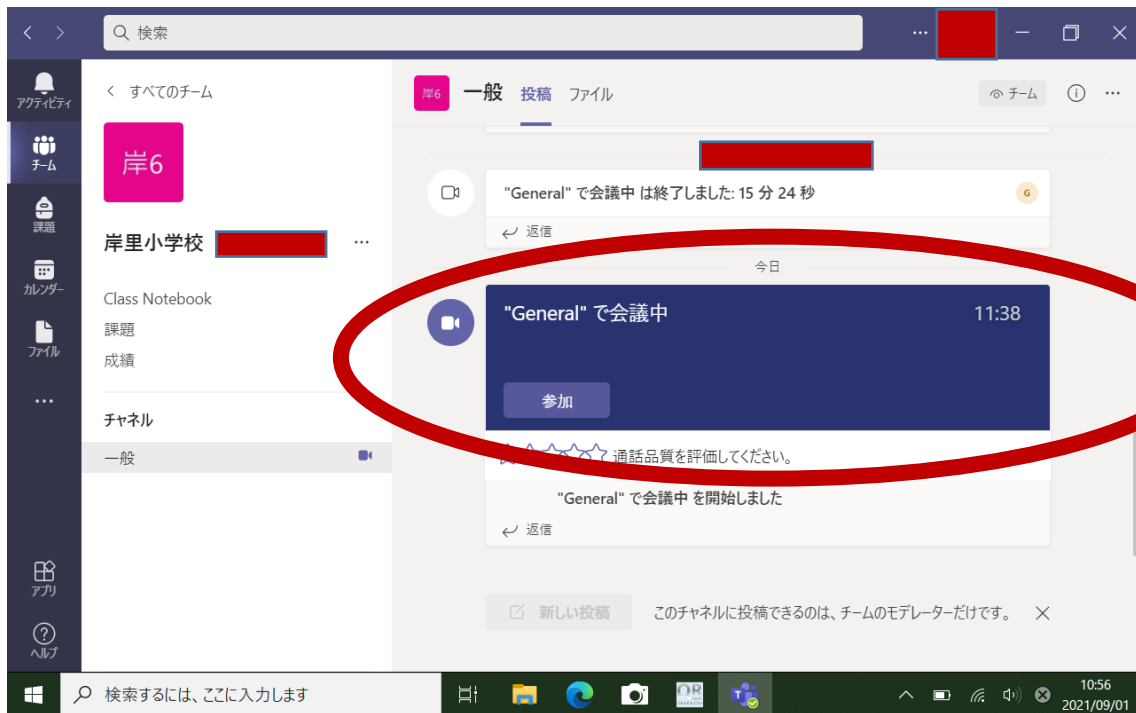 検索
アクティビティ
チーム
課題
カレンダー
ファイル
アプリ
ヘルプ
すべてのチーム
岸6
岸里小学校
Class Notebook
課題
成績
チャネル
一般
岸6 一般 投稿 ファイル
チーム
"General" で会議中 は終了しました: 15 分 24 秒
G
返信
今日
"General" で会議中 11:38
参加
通話品質を評価してください。
"General" で会議中 を開始しました
返信
新しい投稿 このチャネルに投稿できるのは、チームのモデレーターだけです。
検索するには、ここに入力します
QR
10:56
2021/09/01